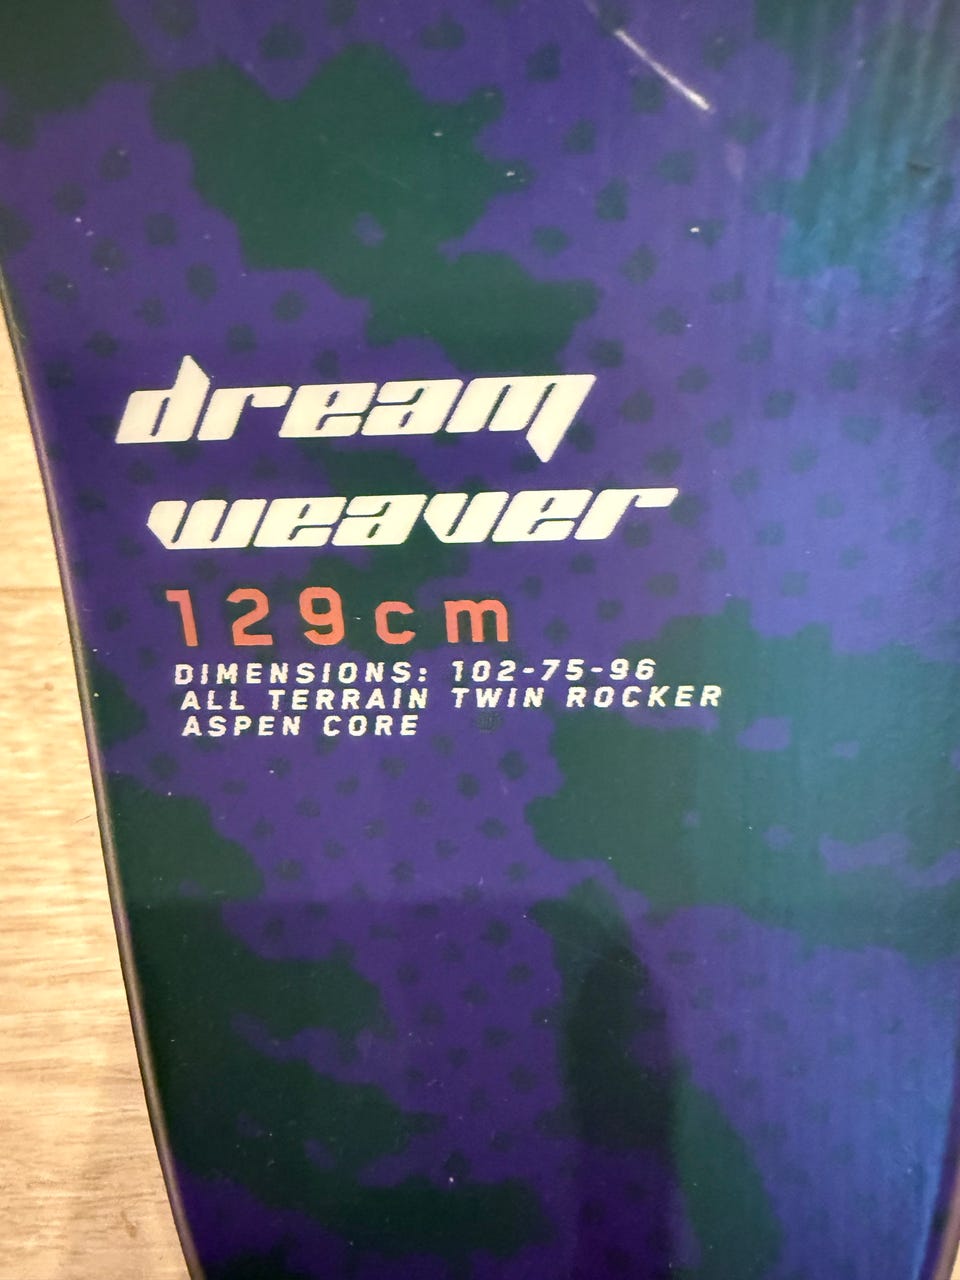 dream
weaver
129cm
DIMENSIONS: 102-75-96
ALL TERRAIN TWIN ROCKER
ASPEN CORE